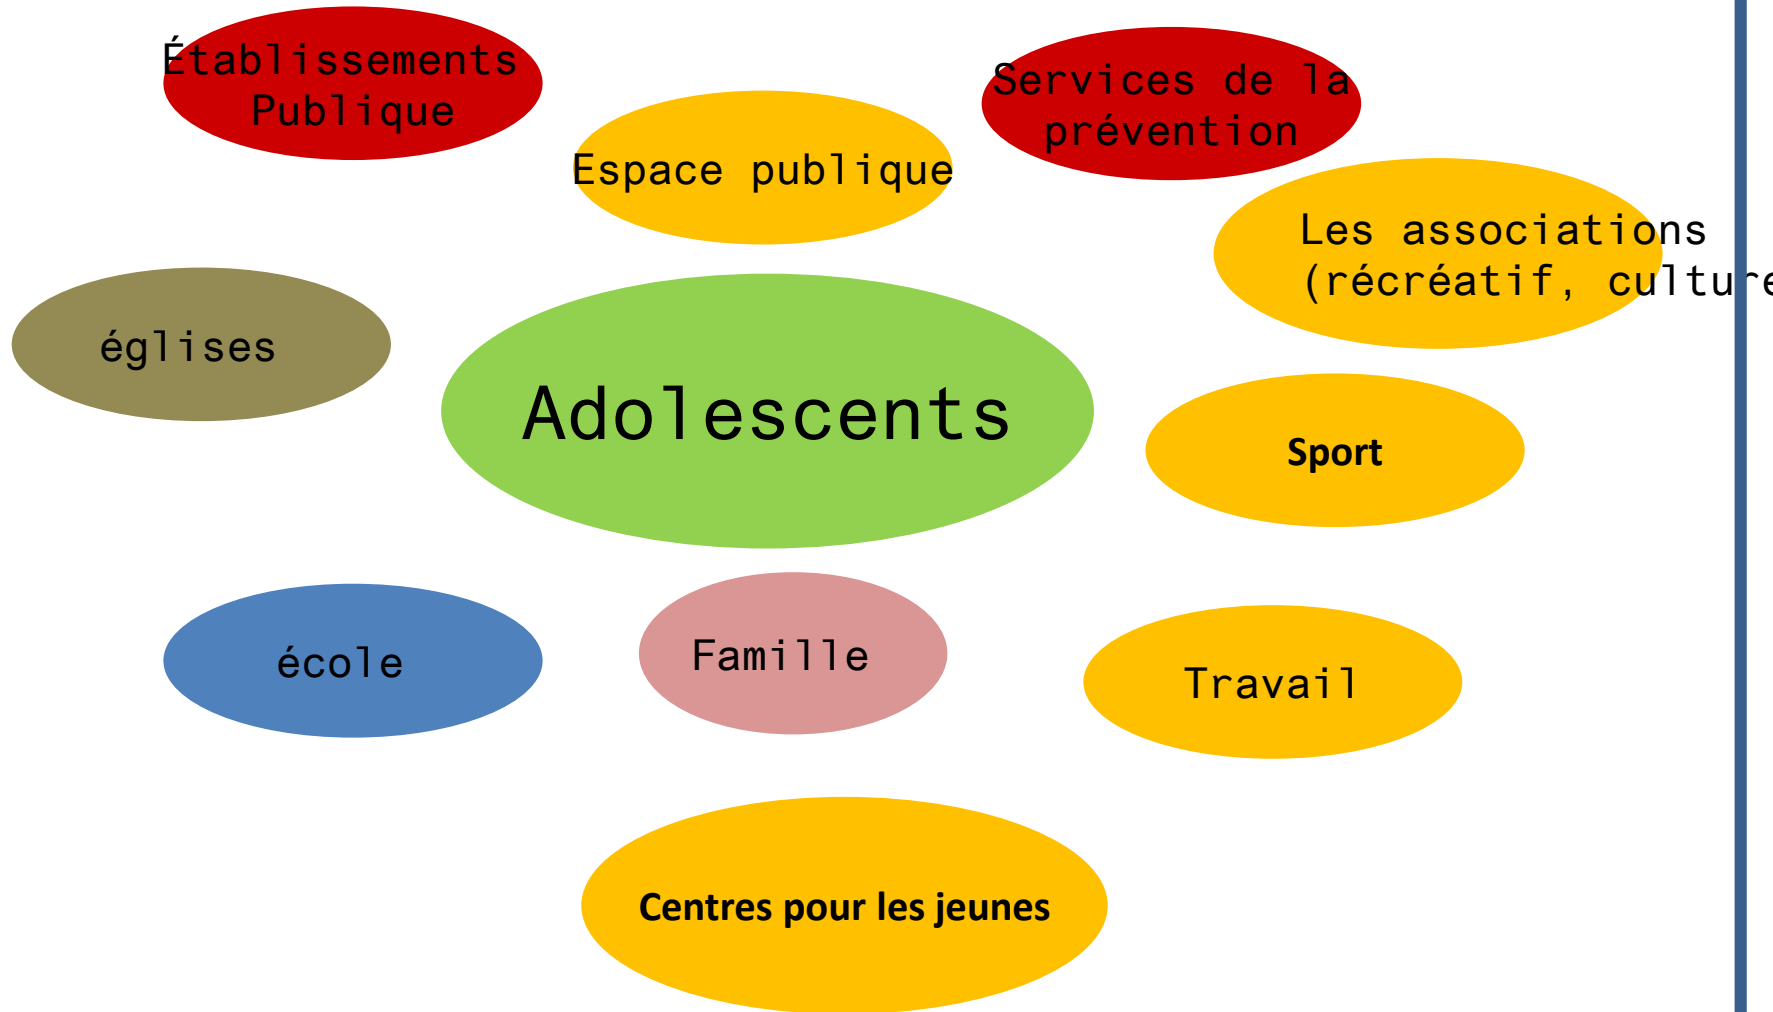 Établissements
Publique
Services de la
prévention
Espace publique
Les associations
(récréatif, culture
églises
Adolescents
Sport
école
Famille
Travail
Centres pour les jeunes